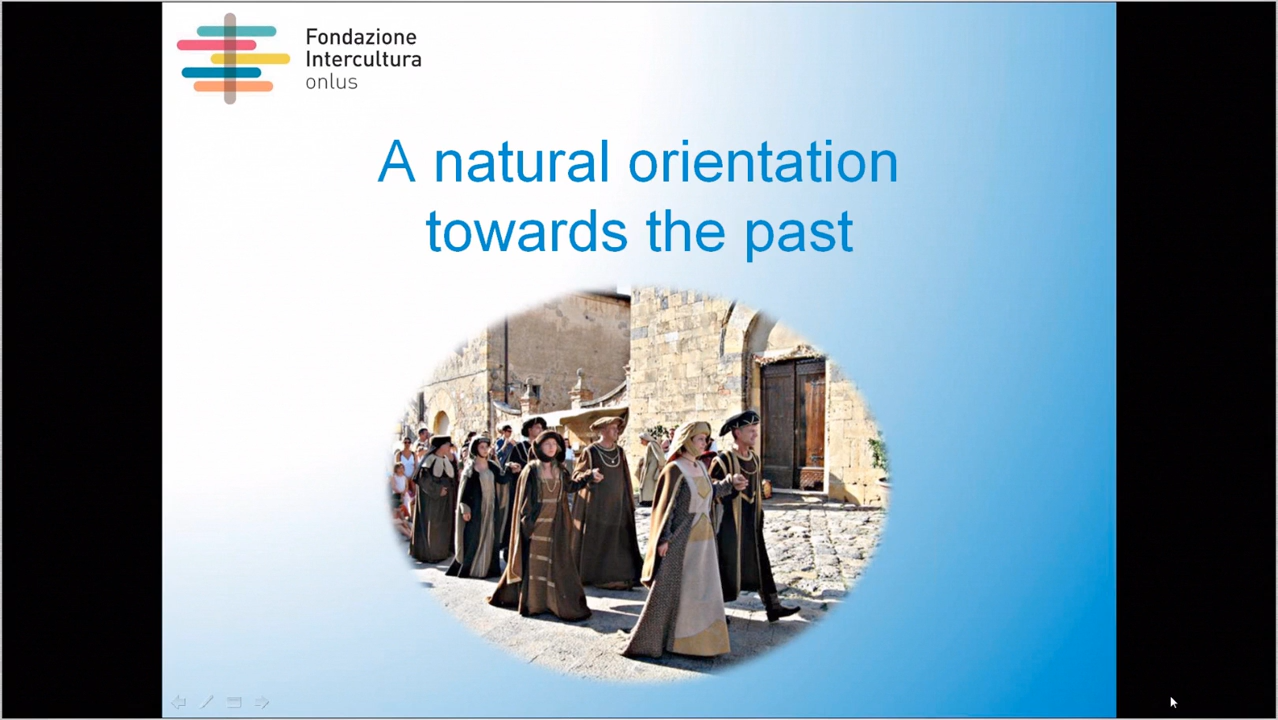 Fondazione
Intercultura
onlus
A natural orientation
towards the past